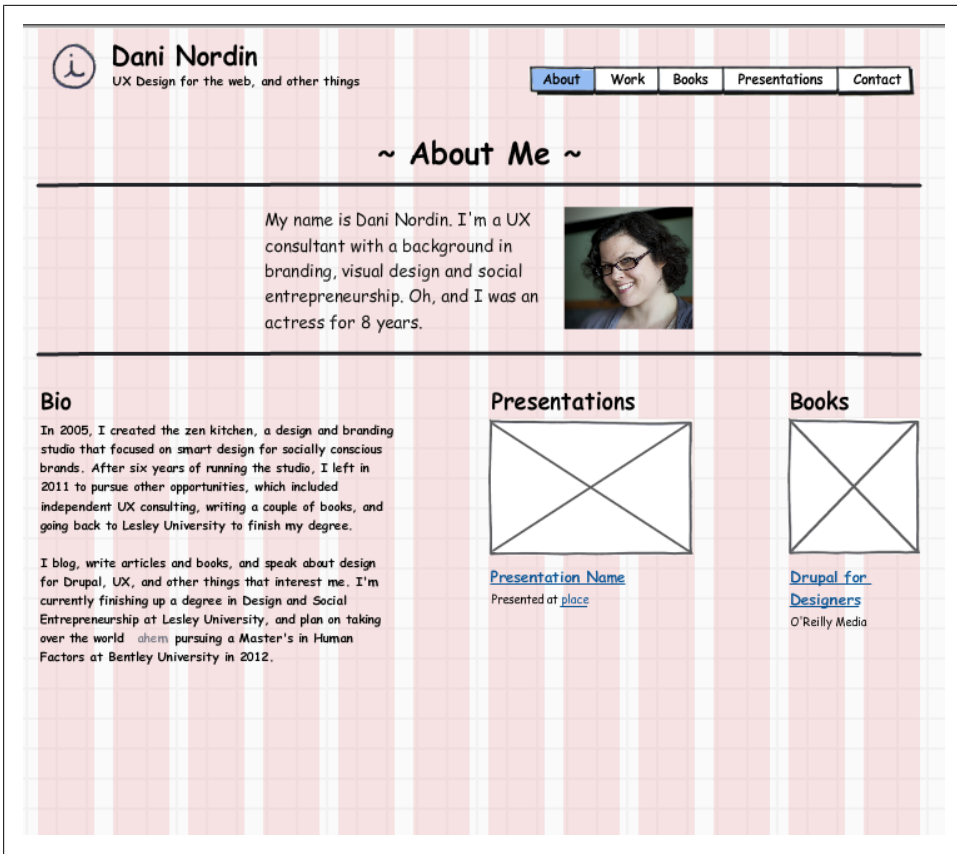 i
Dani Nordin
UX Design for the web, and other things
About Work Books Presentations Contact
~ About Me ~
My name is Dani Nordin. I'm a UX
consultant with a background in
branding, visual design and social
entrepreneurship. Oh, and I was an
actress for 8 years.
Bio
In 2005, I created the zen kitchen, a design and branding
studio that focused on smart design for socially conscious
brands. After six years of running the studio, I left in
2011 to pursue other opportunities, which included
independent UX consulting, writing a couple of books, and
going back to Lesley University to finish my degree.
I blog, write articles and books, and speak about design
for Drupal, UX, and other things that interest me. I'm
currently finishing up a degree in Design and Social
Entrepreneurship at Lesley University, and plan on taking
over the world ahem pursuing a Master's in Human
Factors at Bentley University in 2012.
Presentations
Presentation Name
Presented at place
Books
Drupal for
Designers
O'Reilly Media